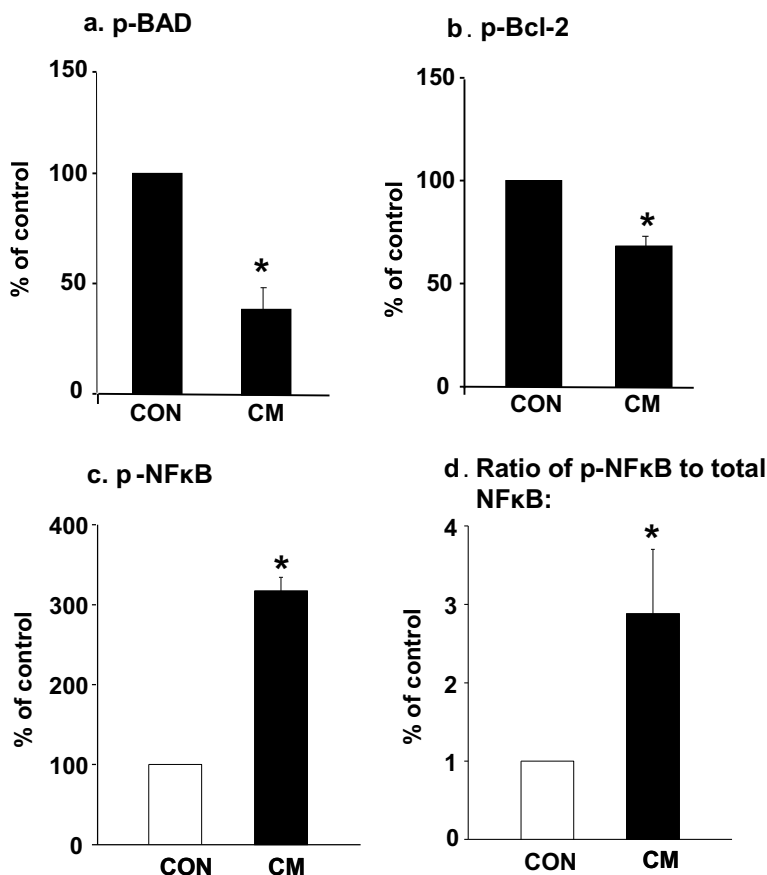 a. p-BAD
150
100
50
0
% of control
*
CON CM
b. p-Bcl-2
150
100
50
0
% of control
*
CON CM
c. p-NFκB
400
300
200
100
0
% of control
*
CON CM
d. Ratio of p-NFκB to total
NFκB:
4
3
2
1
0
% of control
*
CON CM